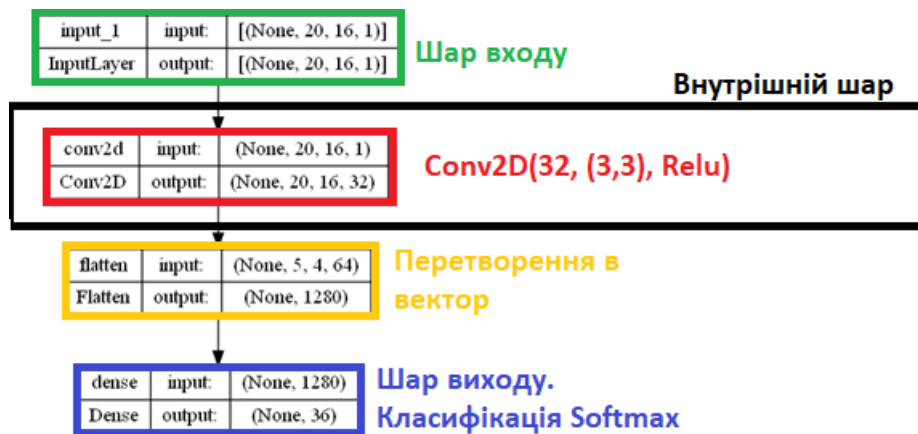 input_1 input: [(None, 20, 16, 1)]
InputLayer output: [(None, 20, 16, 1)]
Шар входу
Внутрішній шар
conv2d input: (None, 20, 16, 1)
Conv2D output: (None, 20, 16, 32)
Conv2D(32, (3,3), Relu)
flatten input: (None, 5, 4, 64)
Flatten output: (None, 1280)
Перетворення в
вектор
dense input: (None, 1280)
Dense output: (None, 36)
Шар виходу.
Класифікація Softmax